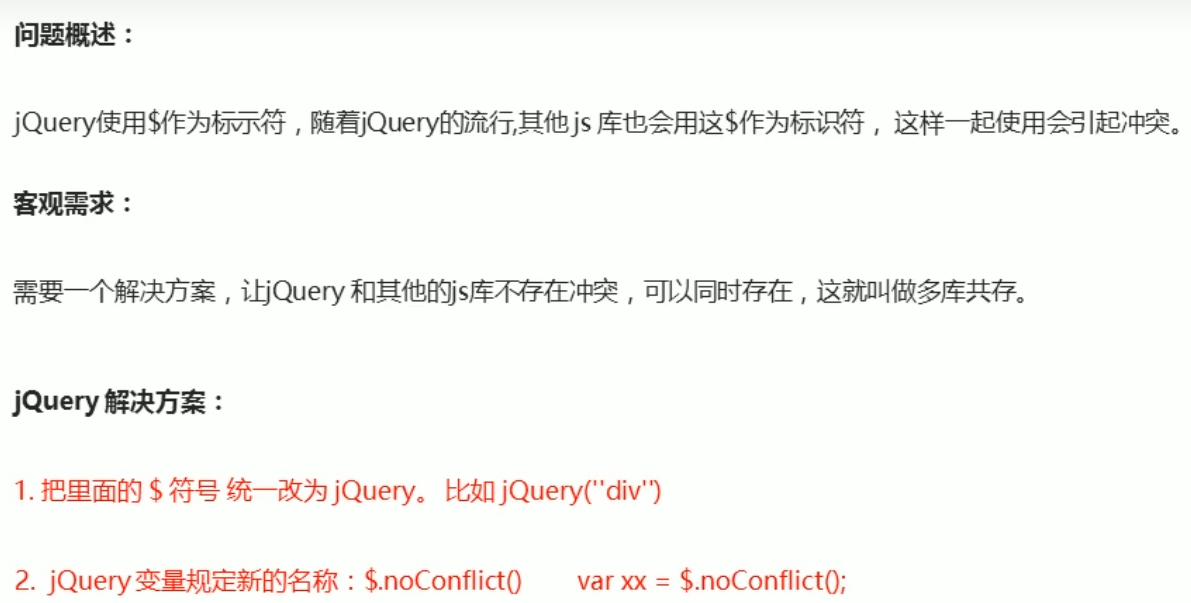 问题概述：
jQuery使用$作为标示符，随着jQuery的流行,其他 js 库也会用这$作为标识符， 这样一起使用会引起冲突。
客观需求：
需要一个解决方案，让jQuery 和其他的js库不存在冲突，可以同时存在，这就叫做多库共存。
jQuery 解决方案：
1. 把里面的 $ 符号 统一改为 jQuery。 比如 jQuery(''div'')
2. jQuery 变量规定新的名称：$.noConflict() var xx = $.noConflict();